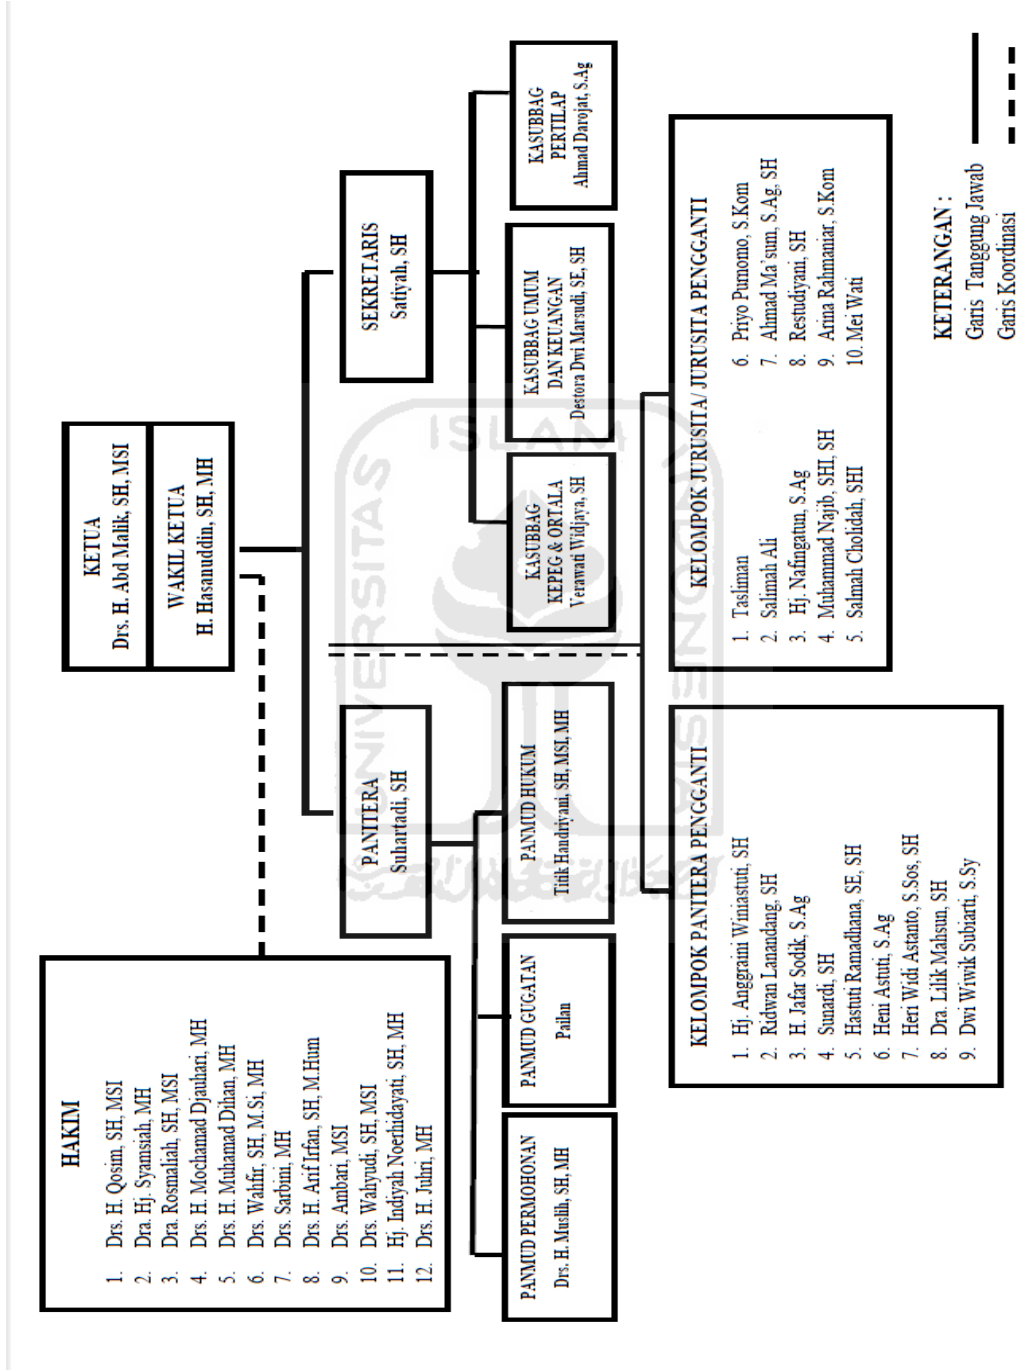 KETUA
Drs. H. Abd Malik, SH, MSI
WAKIL KETUA
H. Hasanuddin, SH, MH
HAKIM
1. Drs. H. Qosim, SH, MSI
2. Dra. Hj. Syamsiah, MH
3. Dra. Rosmaliah, SH, MSI
4. Drs. H. Mochamad Djauhari, MH
5. Drs. H. Muhamad Dihan, MH
6. Drs. Wahfir, SH, M.Si, MH
7. Drs. Sarbini, MH
8. Drs. H. Arif Irfan, SH, M.Hum
9. Drs. Ambari, MSI
10. Drs. Wahyudi, SH, MSI
11. Hj. Indiyah Noerhidayati, SH, MH
12. Drs. H. Juhri, MH
PANITERA
Suhartadi, SH
SEKRETARIS
Satiyah, SH
PANMUD PERMOHONAN
Drs. H. Muslih, SH, MH
PANMUD GUGATAN
Pailan
PANMUD HUKUM
Titik Handriyani, SH, MSI, MH
KASUBBAG
KEPEG & ORTALA
Verawati Widjaya, SH
KASUBBAG UMUM
DAN KEUANGAN
Destora Dwi Marsudi, SE, SH
KASUBBAG
PERTILAP
Ahmad Darojat, S.Ag
KELOMPOK PANITERA PENGGANTI
1. Hj. Anggraini Winiastuti, SH
2. Ridwan Lanandang, SH
3. H. Jafar Sodik, S.Ag
4. Sunardi, SH
5. Hastuti Ramadhana, SE, SH
6. Heni Astuti, S.Ag
7. Heri Widi Astanto, S.Sos, SH
8. Dra. Lilik Mahsun, SH
9. Dwi Wiwik Subiarti, S.Sy
KELOMPOK JURUSITA/ JURUSITA PENGGANTI
1. Tasliman
2. Salimah Ali
3. Hj. Nafingatun, S.Ag
4. Muhammad Najib, SHI, SH
5. Salmah Cholidah, SHI
6. Priyo Purnomo, S.Kom
7. Ahmad Ma'sum, S.Ag, SH
8. Restudiyani, SH
9. Arina Rahmaniar, S.Kom
10. Mei Wati
KETERANGAN :
Garis Tanggung Jawab
Garis Koordinasi
UNIVERSITAS
ISLAM
INDONESIA